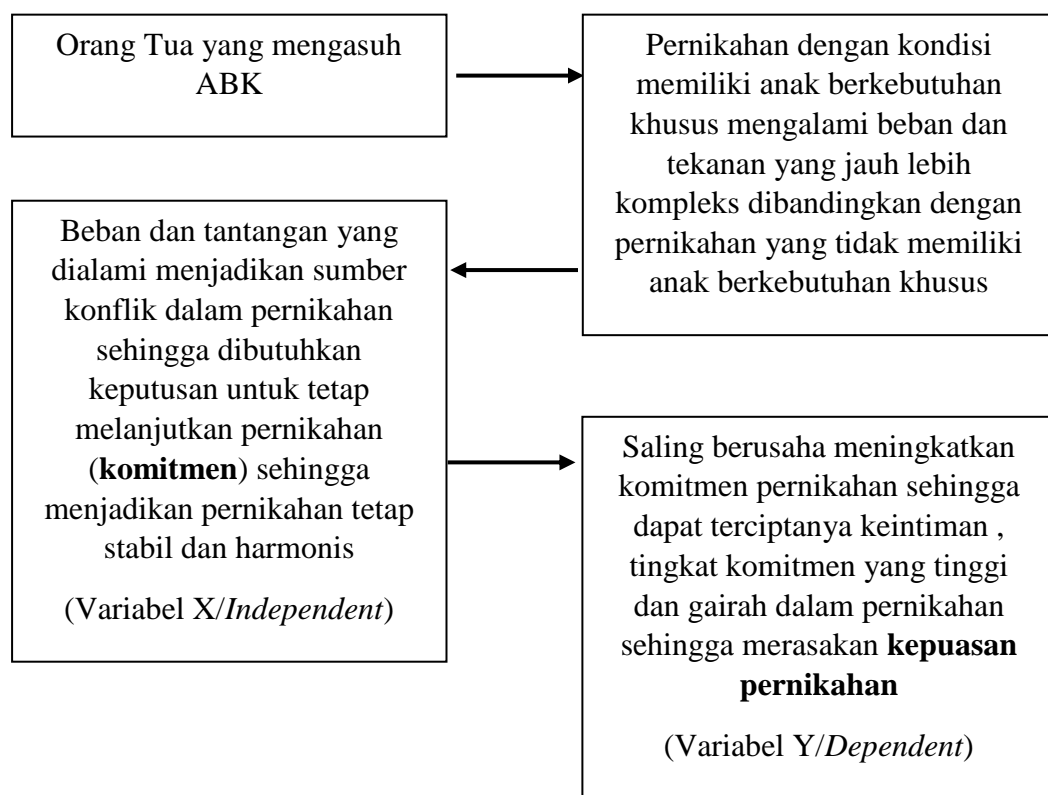 Orang Tua yang mengasuh
ABK
Pernikahan dengan kondisi
memiliki anak berkebutuhan
khusus mengalami beban dan
tekanan yang jauh lebih
kompleks dibandingkan dengan
pernikahan yang tidak memiliki
anak berkebutuhan khusus
Beban dan tantangan yang
dialami menjadikan sumber
konflik dalam pernikahan
sehingga dibutuhkan
keputusan untuk tetap
melanjutkan pernikahan
(komitmen) sehingga
menjadikan pernikahan tetap
stabil dan harmonis
(Variabel X/Independent)
Saling berusaha meningkatkan
komitmen pernikahan sehingga
dapat terciptanya keintiman ,
tingkat komitmen yang tinggi
dan gairah dalam pernikahan
sehingga merasakan kepuasan
pernikahan
(Variabel Y/Dependent)